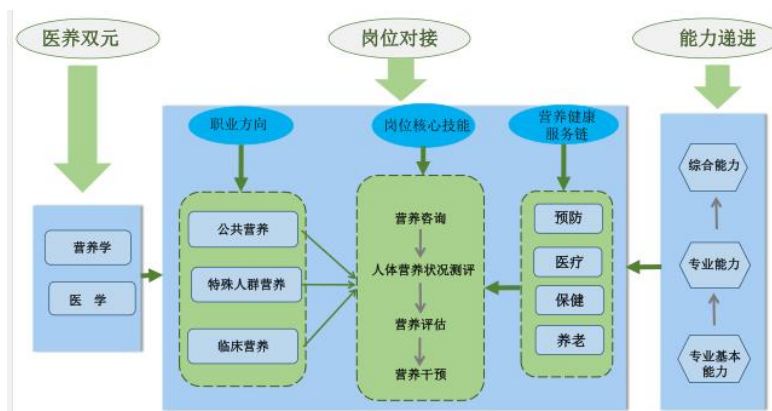 医养双元
岗位对接
能力递进
职业方向
岗位核心技能
营养健康
服务链
营养学
医 学
公共营养
特殊人群营养
临床营养
营养咨询
人体营养状况测评
营养评估
营养干预
预防
医疗
保健
养老
综合能力
专业能力
专业基本
能力